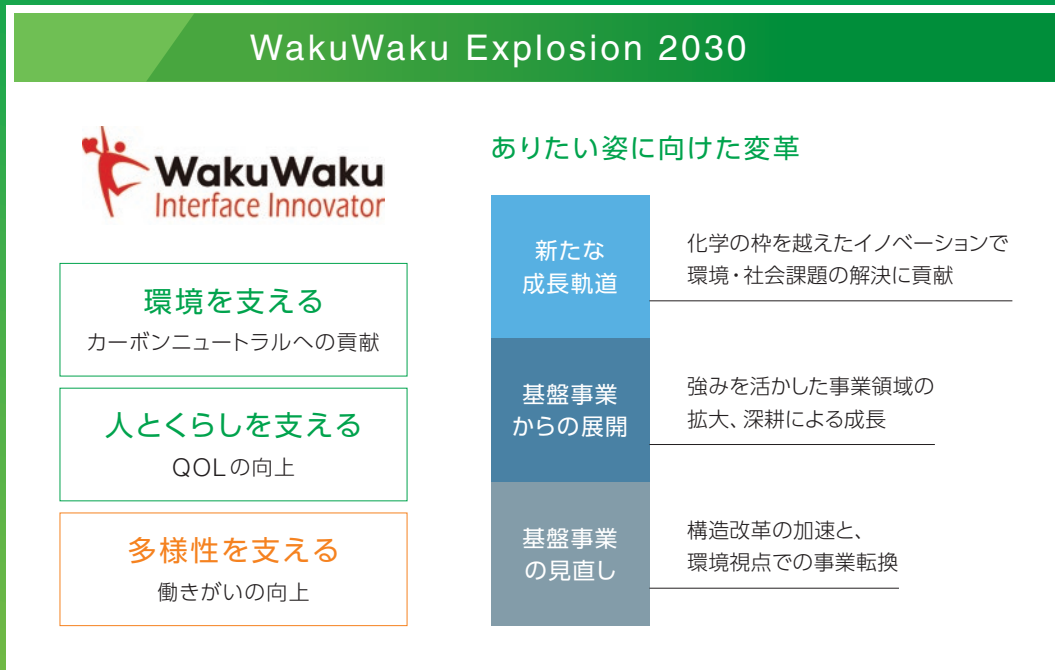 WakuWaku Explosion 2030
WakuWaku
Interface Innovator
環境を支える
カーボンニュートラルへの貢献
人とくらしを支える
QOLの向上
多様性を支える
働きがいの向上
ありたい姿に向けた変革
新たな
成長軌道
化学の枠を越えたイノベーションで
環境・社会課題の解決に貢献
基盤事業
からの展開
強みを活かした事業領域の
拡大、深耕による成長
基盤事業
の見直し
構造改革の加速と、
環境視点での事業転換